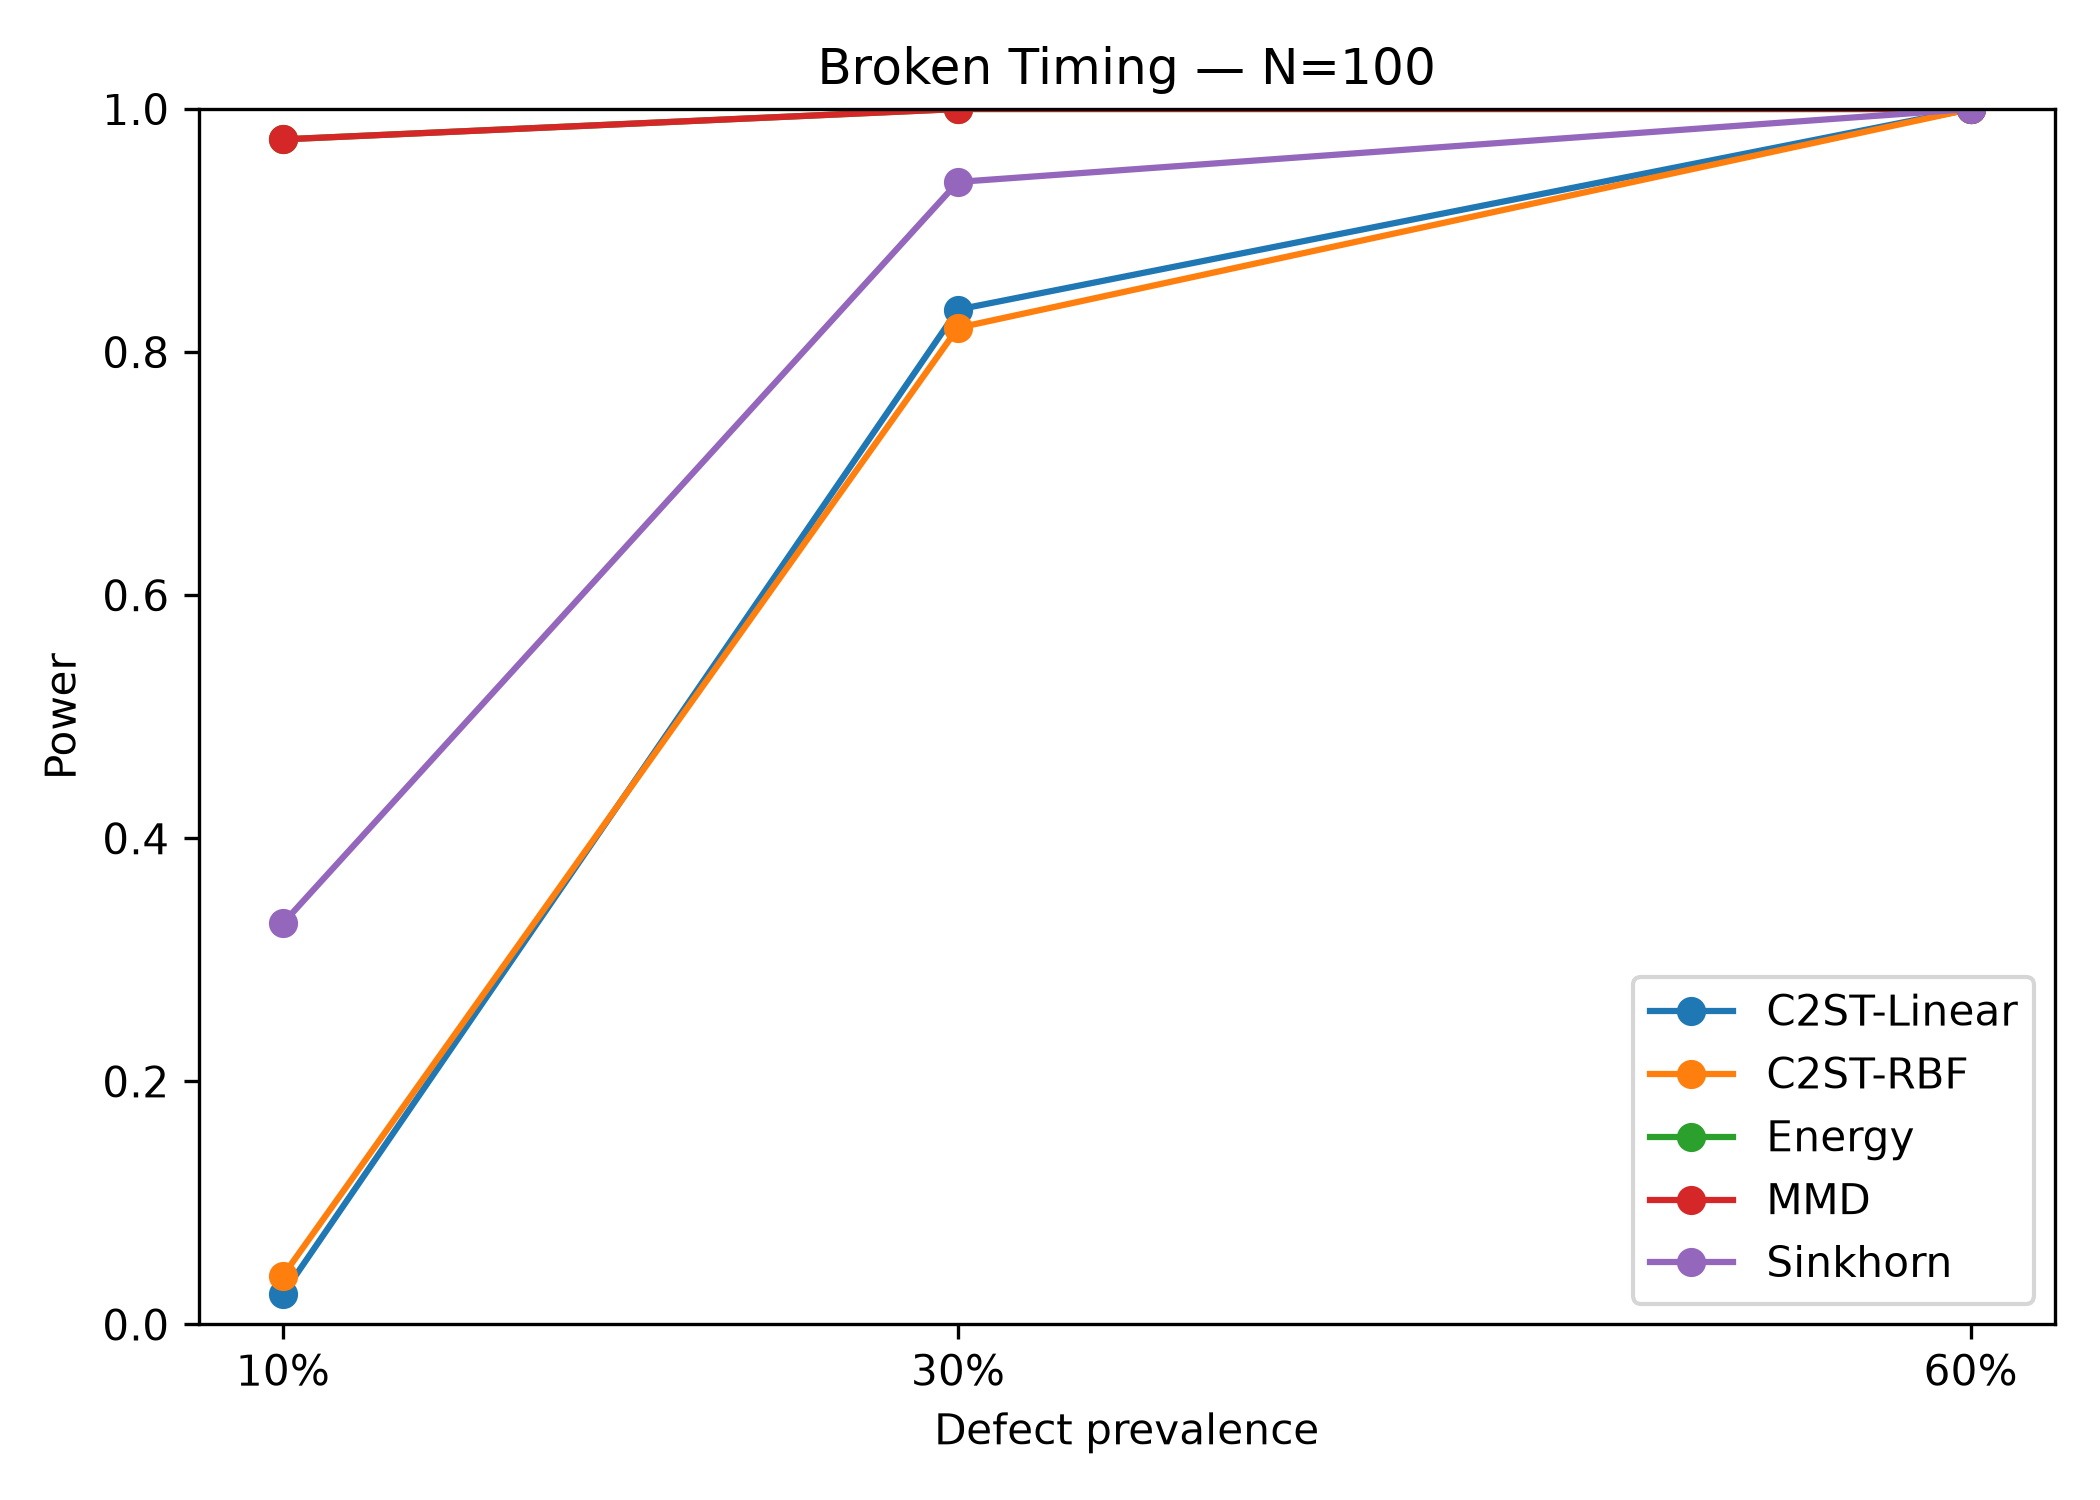 Broken Timing — N=100
1.0
0.8
0.6
0.4
0.2
0.0
Power
10% 30% 60%
Defect prevalence
C2ST-Linear
C2ST-RBF
Energy
MMD
Sinkhorn